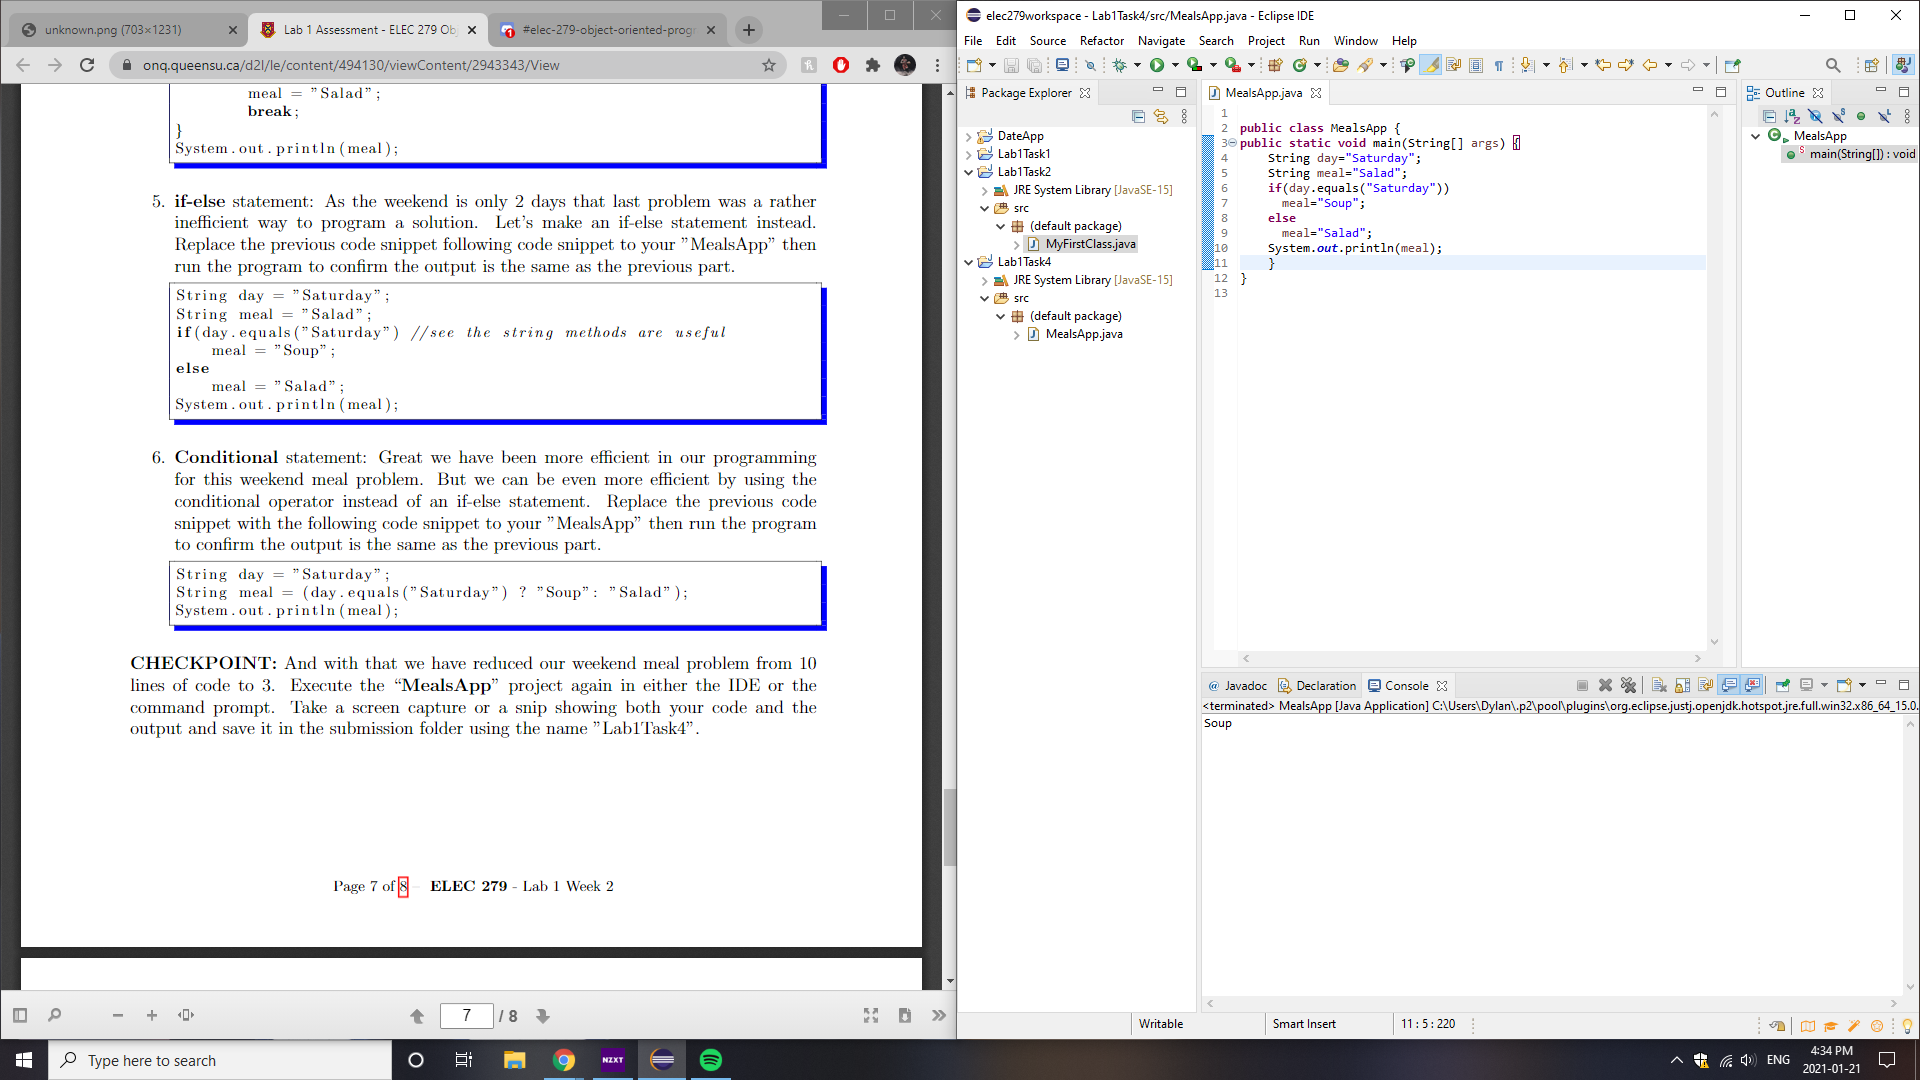 unknown.png (703×1231)
Lab 1 Assessment - ELEC 279 Ob
#elec-279-object-oriented-progr
onq.queensu.ca/d2l/le/content/494130/viewContent/2943343/View
meal = "Salad";
break;
}
System.out.println(meal);
5. if-else statement: As the weekend is only 2 days that last problem was a rather
inefficient way to program a solution. Let's make an if-else statement instead.
Replace the previous code snippet following code snippet to your "MealsApp" then
run the program to confirm the output is the same as the previous part.
String day = "Saturday";
String meal = "Salad";
if(day.equals("Saturday") //see the string methods are useful
meal = "Soup";
else
meal = "Salad";
System.out.println(meal);
6. Conditional statement: Great we have been more efficient in our programming
for this weekend meal problem. But we can be even more efficient by using the
conditional operator instead of an if-else statement. Replace the previous code
snippet with the following code snippet to your "MealsApp" then run the program
to confirm the output is the same as the previous part.
String day = "Saturday";
String meal = (day.equals("Saturday") ? "Soup": "Salad");
System.out.println(meal);
CHECKPOINT: And with that we have reduced our weekend meal problem from 10
lines of code to 3. Execute the “MealsApp” project again in either the IDE or the
command prompt. Take a screen capture or a snip showing both your code and the
output and save it in the submission folder using the name "Lab1Task4".
Page 7 of 8 – ELEC 279 - Lab 1 Week 2
7 / 8
elec279workspace - Lab1Task4/src/MealsApp.java - Eclipse IDE
File Edit Source Refactor Navigate Search Project Run Window Help
Package Explorer
DateApp
Lab1Task1
Lab1Task2
JRE System Library [JavaSE-15]
src
(default package)
MyFirstClass.java
Lab1Task4
JRE System Library [JavaSE-15]
src
(default package)
MealsApp.java
MealsApp.java
1
2 public class MealsApp {
3 public static void main(String[] args) {
4 String day="Saturday";
5 String meal="Salad";
6 if(day.equals("Saturday"))
7 meal="Soup";
8 else
9 meal="Salad";
10 System.out.println(meal);
11 }
12 }
13
Outline
MealsApp
main(String[]) : void
@ Javadoc Declaration Console
<terminated> MealsApp [Java Application] C:\Users\Dylan\.p2\pool\plugins\org.eclipse.justj.openjdk.hotspot.jre.full.win32.x86_64_15.0.
Soup
Writable Smart Insert 11 : 5 : 220
Type here to search
NZXT
ENG
4:34 PM
2021-01-21